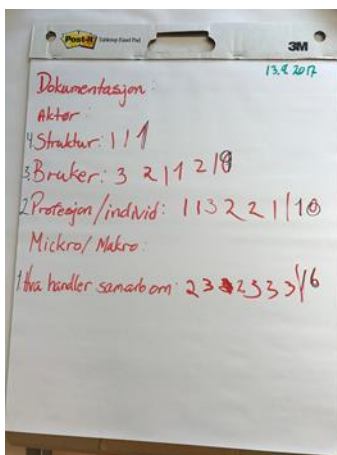 Post-it
3M
13.9.2017
Dokumentasjon:
Aktør:
4. Struktur: 1 1 1
3. Bruker: 3 2 1 1 2 / 9
2. Profesjon/individ: 1 1 3 2 2 1 / 10
Mickro/Makro:
1. Hva handler samarb om: 2 3 2 3 3 3 / 16